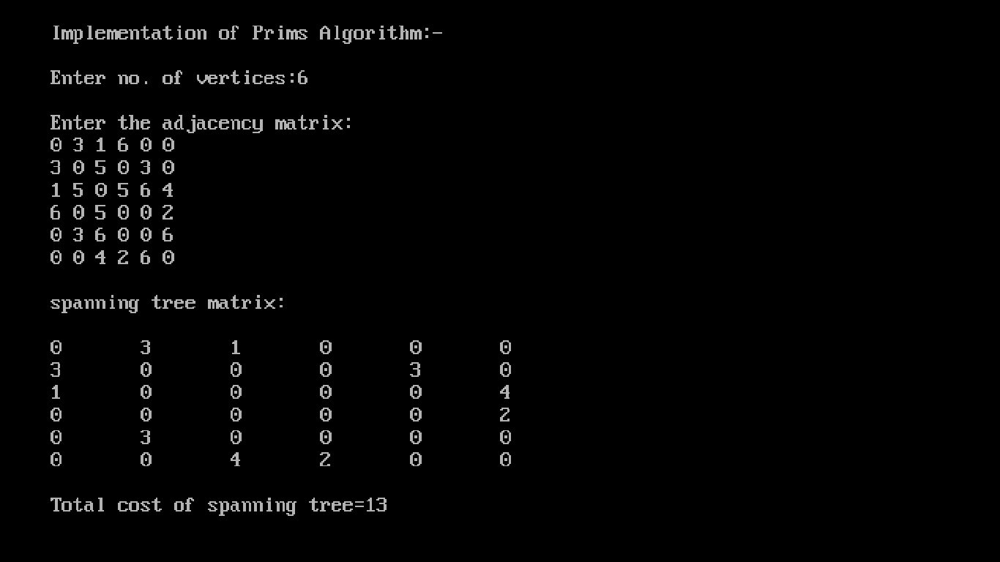 Implementation of Prims Algorithm:-
Enter no. of vertices:6
Enter the adjacency matrix:
0 3 1 6 0 0
3 0 5 0 3 0
1 5 0 5 6 4
6 0 5 0 0 2
0 3 6 0 0 6
0 0 4 2 6 0
spanning tree matrix:
0 3 1 0 0 0
3 0 0 0 3 0
1 0 0 0 0 4
0 0 0 0 0 2
0 3 0 0 0 0
0 0 4 2 0 0
Total cost of spanning tree=13